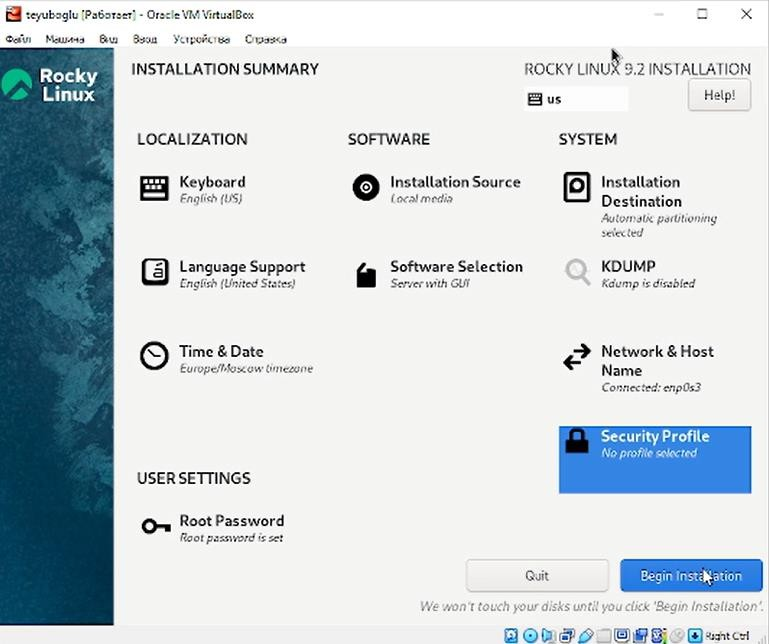 teyuboglu [Работает] - Oracle VM VirtualBox
Файл Машина Вид Ввод Устройства Справка
Rocky
Linux
INSTALLATION SUMMARY
ROCKY LINUX 9.2 INSTALLATION
us
Help!
LOCALIZATION
Keyboard
English (US)
Language Support
English (United States)
Time & Date
Europe/Moscow timezone
SOFTWARE
Installation Source
Local media
Software Selection
Server with GUI
SYSTEM
Installation
Destination
Automatic partitioning
selected
KDUMP
Kdump is disabled
Network & Host
Name
Connected: enp0s3
Security Profile
No profile selected
USER SETTINGS
Root Password
Root password is set
Quit
Begin Installation
We won't touch your disks until you click 'Begin Installation'.
Right Ctrl